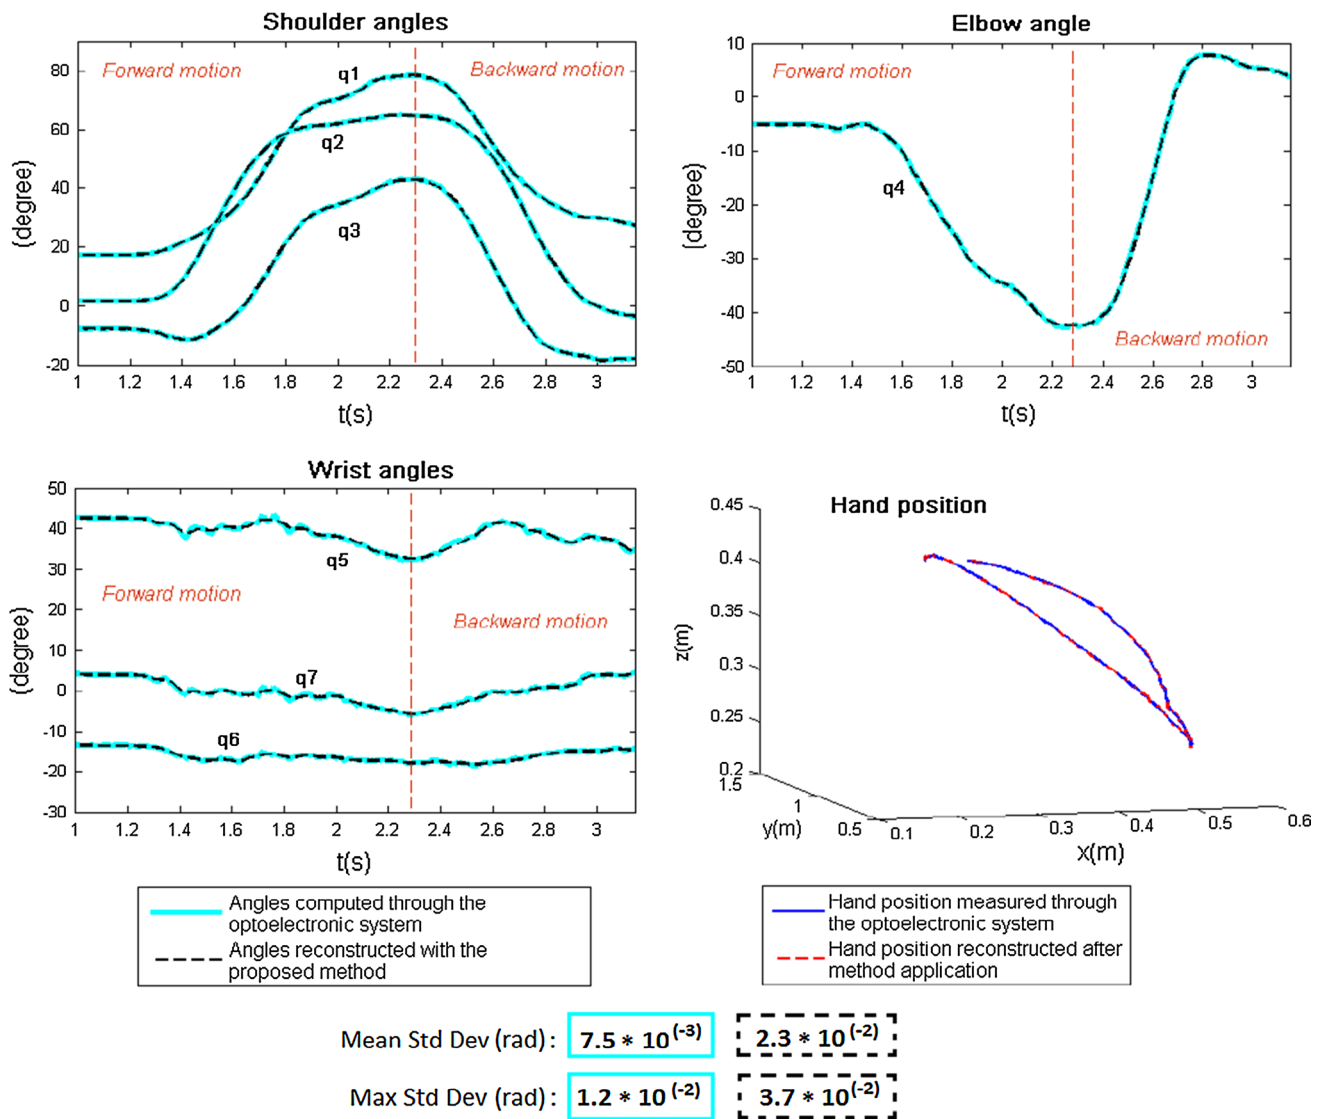 Shoulder angles
80
60
40
20
0
-20
(degree)
Forward motion
Backward motion
q1
q2
q3
1 1.2 1.4 1.6 1.8 2 2.2 2.4 2.6 2.8 3
t(s)
Elbow angle
10
0
-10
-20
-30
-40
-50
(degree)
Forward motion
q4
Backward motion
1 1.2 1.4 1.6 1.8 2 2.2 2.4 2.6 2.8 3
t(s)
Wrist angles
50
40
30
20
10
0
-10
-20
-30
(degree)
q5
Forward motion
Backward motion
q7
q6
1 1.2 1.4 1.6 1.8 2 2.2 2.4 2.6 2.8 3
t(s)
Hand position
0.45
0.4
0.35
0.3
0.25
0.2
z(m)
1.5
1
0.5
y(m)
0.1 0.2 0.3 0.4 0.5 0.6
x(m)
Angles computed through the
optoelectronic system
Angles reconstructed with the
proposed method
Hand position measured through
the optoelectronic system
Hand position reconstructed after
method application
Mean Std Dev (rad) : 7.5 * 10^(-3) 2.3 * 10^(-2)
Max Std Dev (rad) : 1.2 * 10^(-2) 3.7 * 10^(-2)